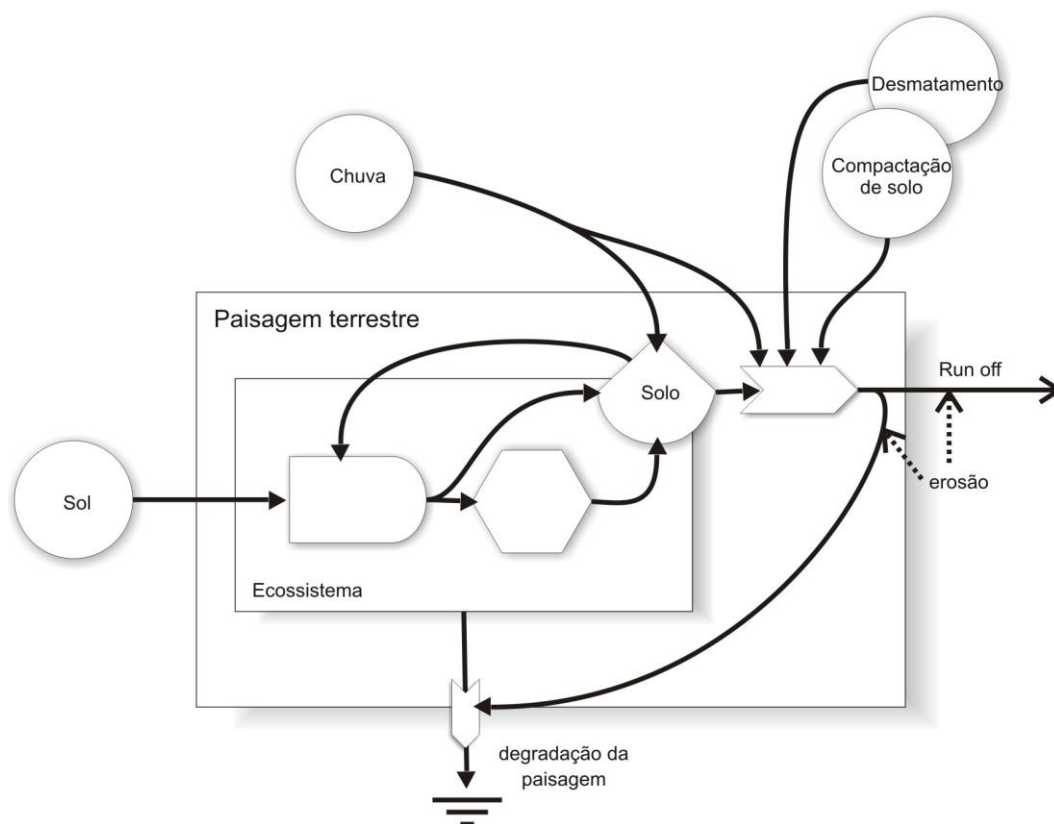 Desmatamento
Chuva
Compactação
de solo
Paisagem terrestre
Run off
Solo
erosão
Sol
Ecossistema
degradação da
paisagem